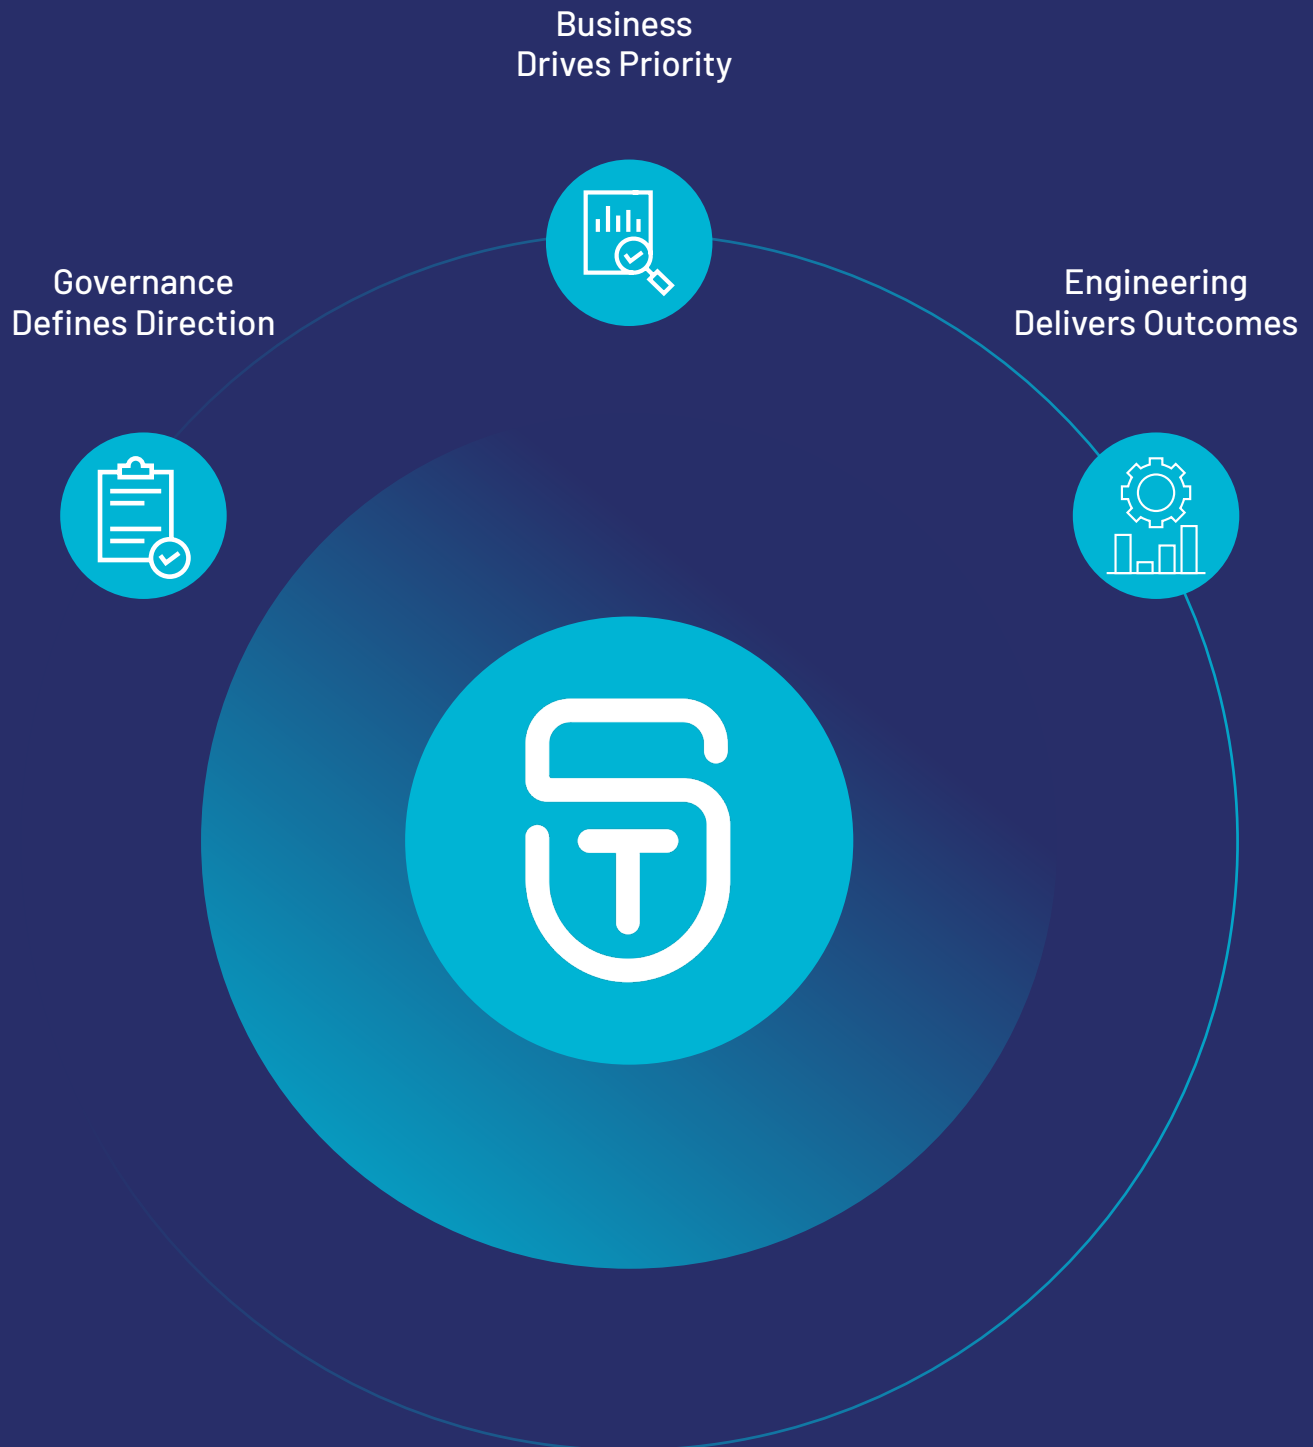 Business
Drives Priority
Governance
Defines Direction
Engineering
Delivers Outcomes
T